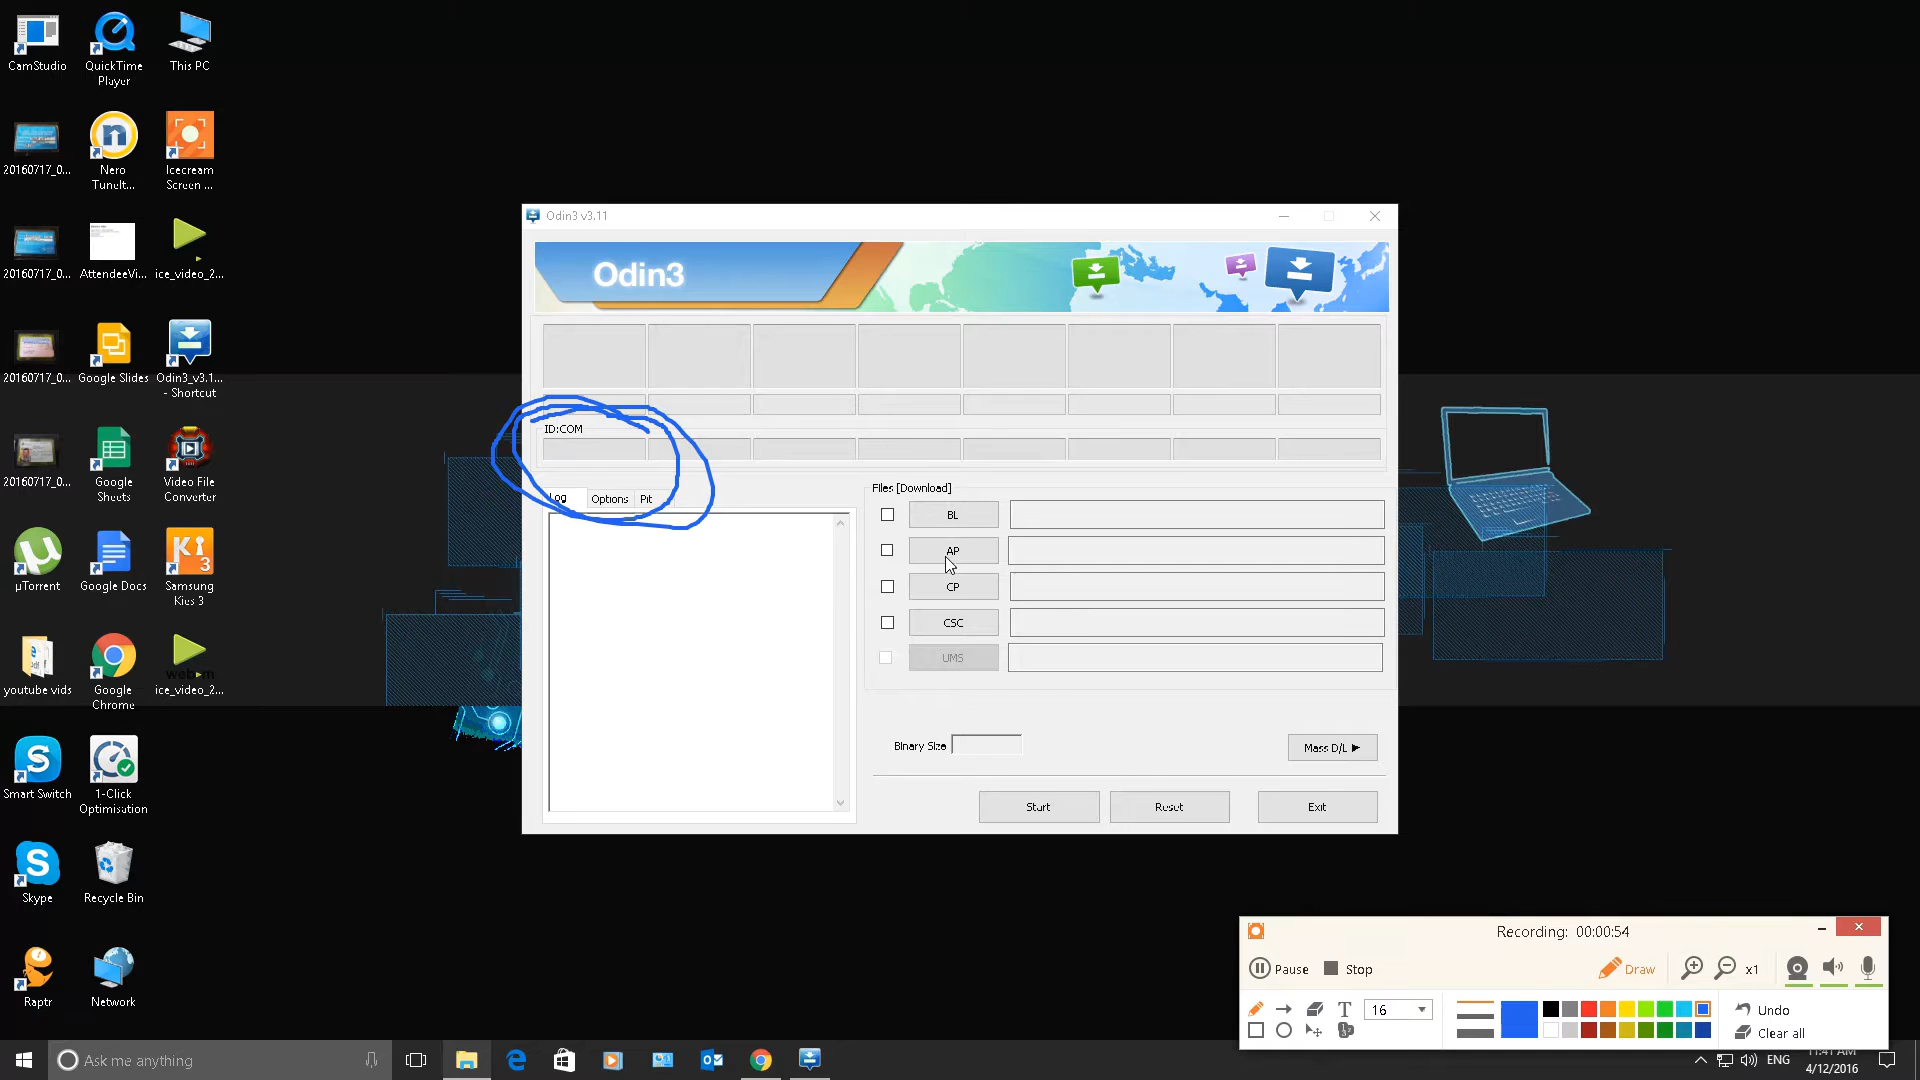 CamStudio
QuickTime
Player
This PC
20160717_0...
Nero
TuneIt...
Icecream
Screen ...
20160717_0...
AttendeeVi...
ice_video_2...
20160717_0...
Google Slides
Odin3_v3.1...
- Shortcut
20160717_0...
Google
Sheets
Video File
Converter
µTorrent
Google Docs
Samsung
Kies 3
youtube vids
Google
Chrome
ice_video_2...
Smart Switch
1-Click
Optimisation
Skype
Recycle Bin
Raptr
Network
Odin3 v3.11
Odin3
ID:COM
Log
Options
Pit
Files [Download]
BL
AP
CP
CSC
UMS
Binary Size
Mass D/L ▶
Start
Reset
Exit
Recording: 00:00:54
Pause
Stop
Draw
x1
T
16
Undo
Clear all
Ask me anything
ENG
11:41 AM
4/12/2016